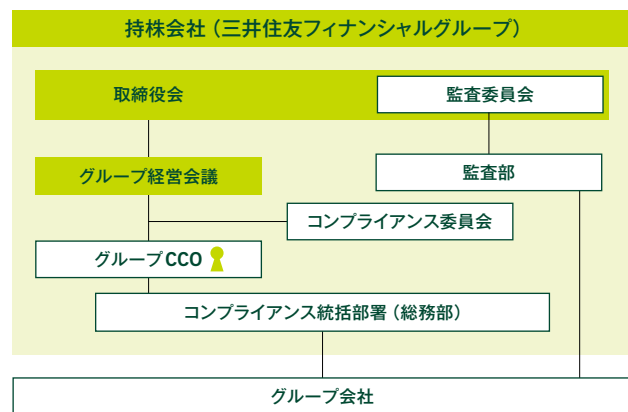 持株会社（三井住友フィナンシャルグループ）
取締役会
監査委員会
グループ経営会議
監査部
コンプライアンス委員会
グループCCO
コンプライアンス統括部署（総務部）
グループ会社